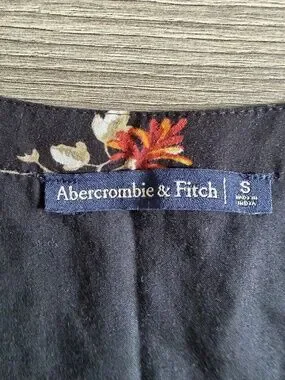 Abercrombie & Fitch
S
MADE IN
INDIA